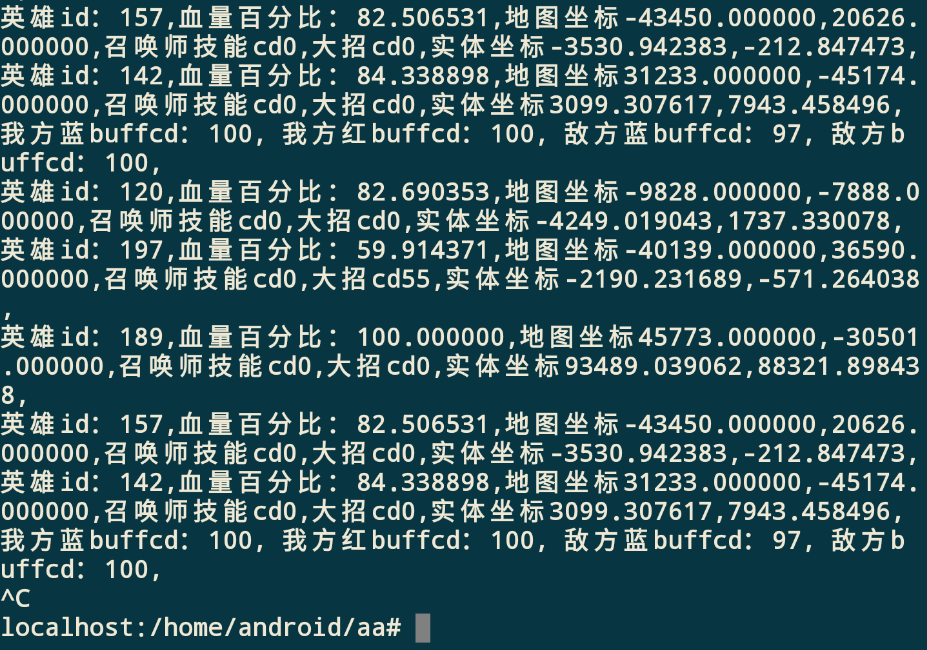 英雄id: 157,血量百分比: 82.506531,地图坐标-43450.000000,20626.
000000,召唤师技能cd0,大招cd0,实体坐标-3530.942383,-212.847473,
英雄id: 142,血量百分比: 84.338898,地图坐标31233.000000,-45174.
000000,召唤师技能cd0,大招cd0,实体坐标3099.307617,7943.458496,
我方蓝buffcd: 100, 我方红buffcd: 100, 敌方蓝buffcd: 97, 敌方b
uffcd: 100,
英雄id: 120,血量百分比: 82.690353,地图坐标-9828.000000,-7888.0
00000,召唤师技能cd0,大招cd0,实体坐标-4249.019043,1737.330078,
英雄id: 197,血量百分比: 59.914371,地图坐标-40139.000000,36590.
000000,召唤师技能cd0,大招cd55,实体坐标-2190.231689,-571.264038
,
英雄id: 189,血量百分比: 100.000000,地图坐标45773.000000,-30501
.000000,召唤师技能cd0,大招cd0,实体坐标93489.039062,88321.89843
8,
英雄id: 157,血量百分比: 82.506531,地图坐标-43450.000000,20626.
000000,召唤师技能cd0,大招cd0,实体坐标-3530.942383,-212.847473,
英雄id: 142,血量百分比: 84.338898,地图坐标31233.000000,-45174.
000000,召唤师技能cd0,大招cd0,实体坐标3099.307617,7943.458496,
我方蓝buffcd: 100, 我方红buffcd: 100, 敌方蓝buffcd: 97, 敌方b
uffcd: 100,
^C
localhost:/home/android/aa#